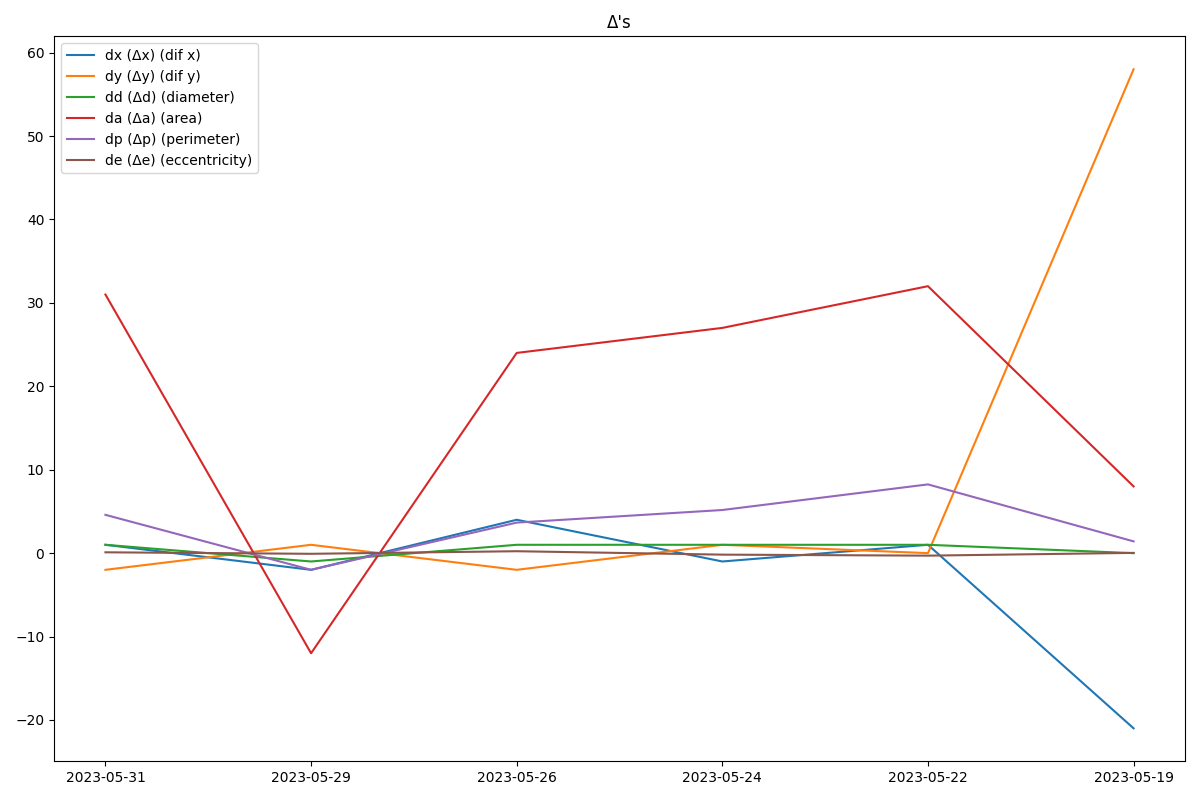 Δ's
dx (Δx) (dif x)
dy (Δy) (dif y)
dd (Δd) (diameter)
da (Δa) (area)
dp (Δp) (perimeter)
de (Δe) (eccentricity)
60
50
40
30
20
10
0
−10
−20
2023-05-31 2023-05-29 2023-05-26 2023-05-24 2023-05-22 2023-05-19